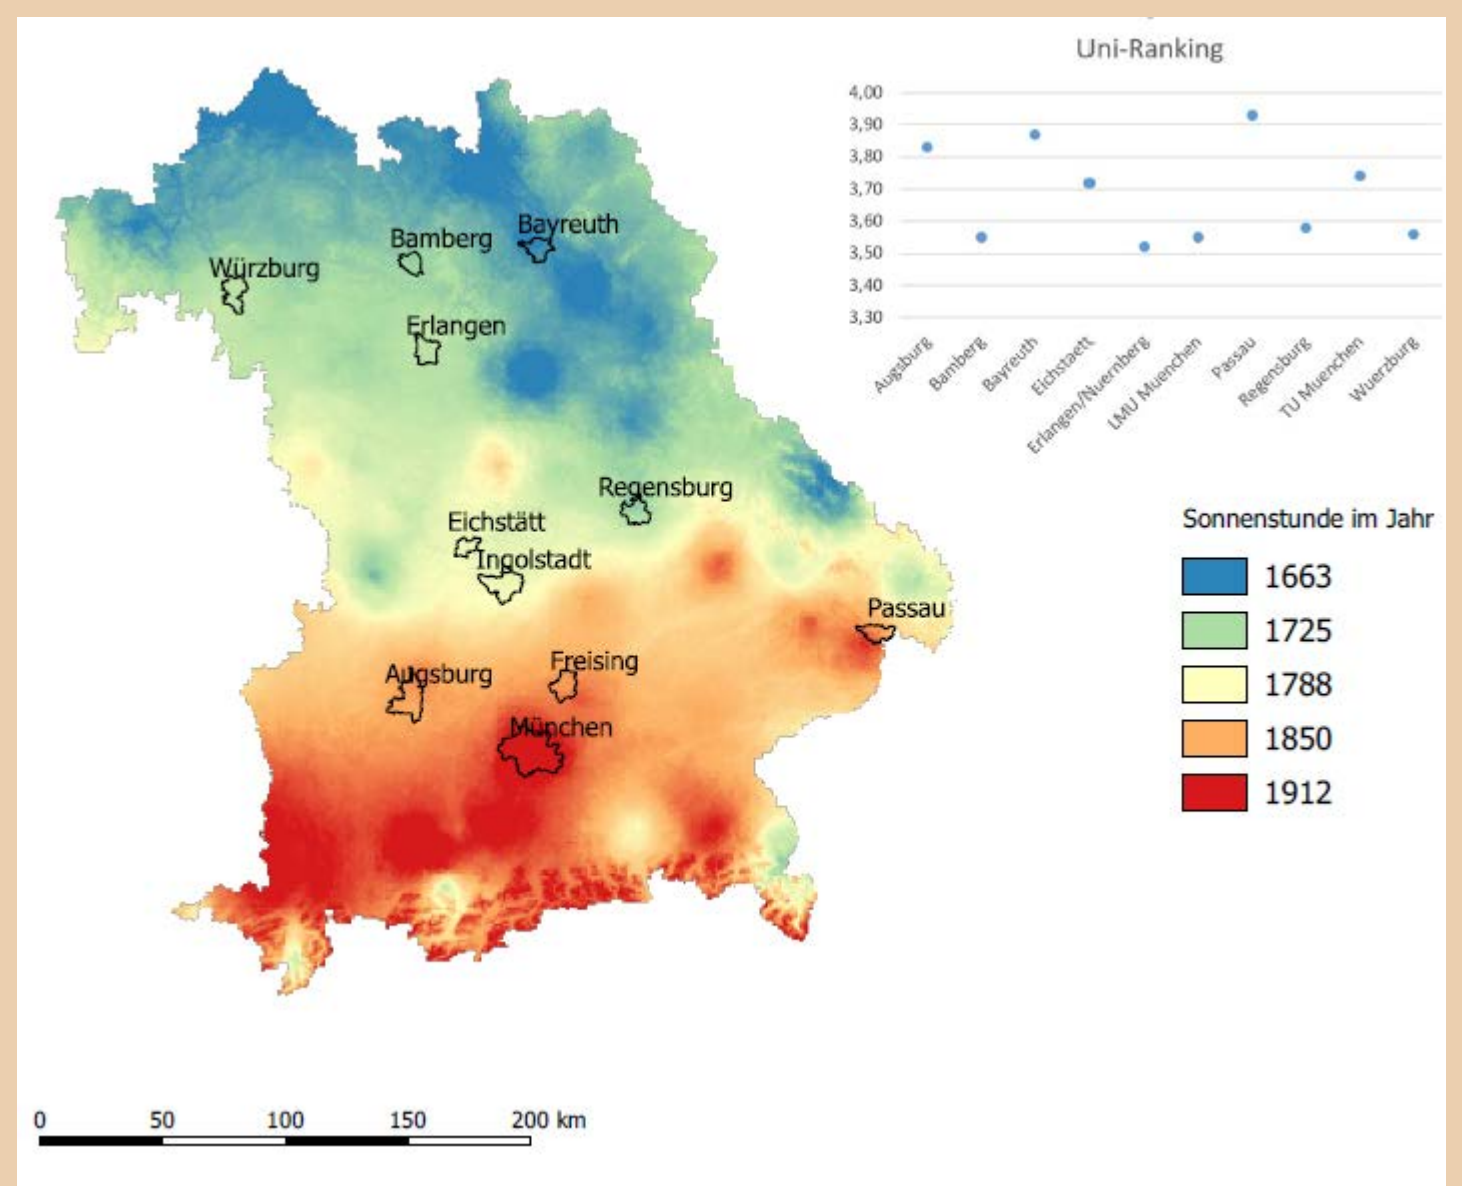 Uni-Ranking
4,00
3,90
3,80
3,70
3,60
3,50
3,40
3,30
Augsburg
Bamberg
Bayreuth
Eichstaett
Erlangen/Nuernberg
LMU Muenchen
Passau
Regensburg
TU Muenchen
Wuerzburg
Bayreuth
Bamberg
Würzburg
Erlangen
Regensburg
Eichstätt
Ingolstadt
Passau
Freising
Augsburg
München
Sonnenstunde im Jahr
1663
1725
1788
1850
1912
0 50 100 150 200 km